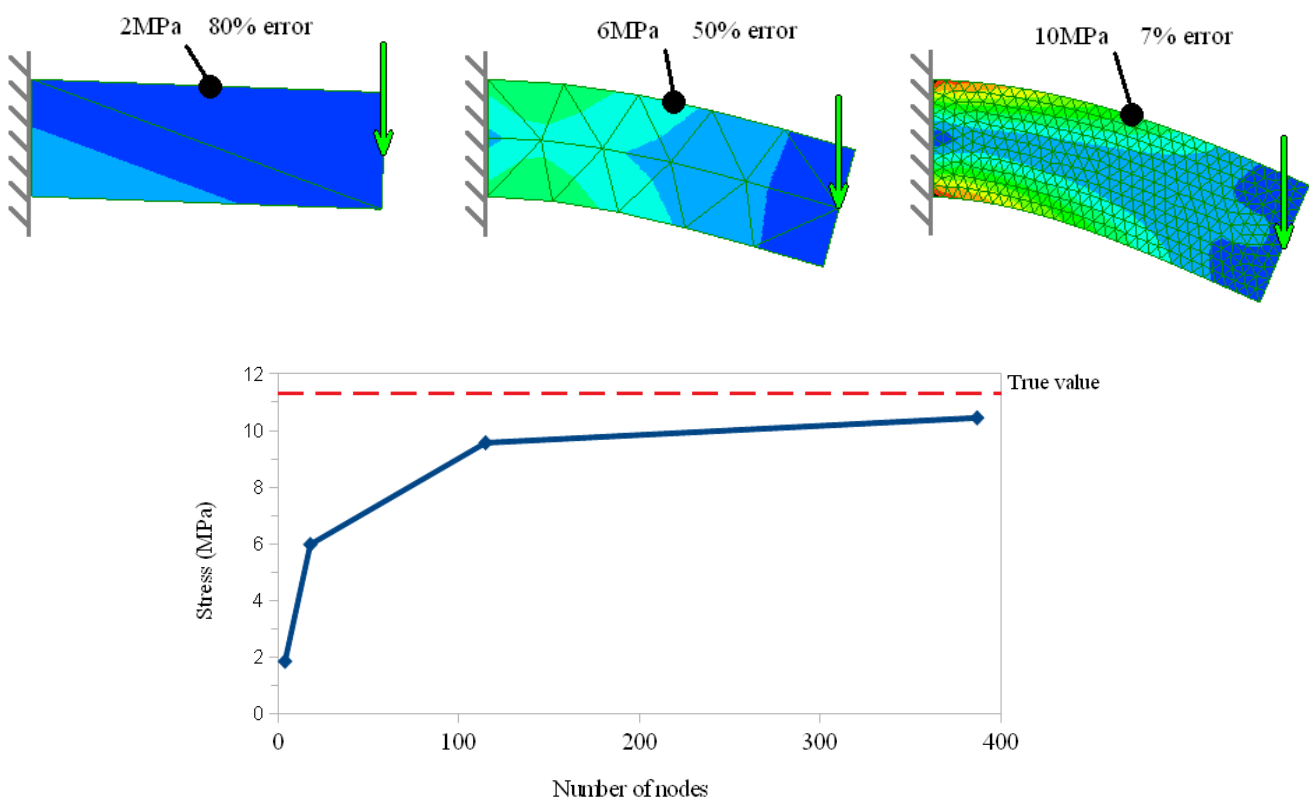 2MPa 80% error
6MPa 50% error
10MPa 7% error
12
10
8
6
4
2
0
True value
Stress (MPa)
0 100 200 300 400
Number of nodes